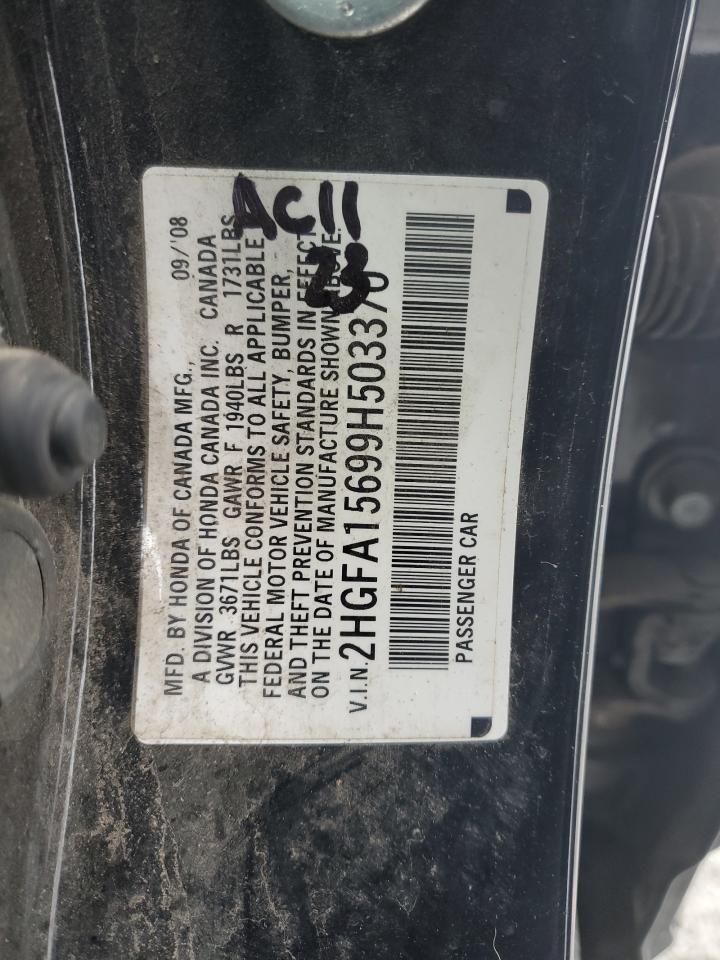 MFD. BY HONDA OF CANADA MFG., 09/'08
A DIVISION OF HONDA CANADA INC. CANADA
GVWR 3671LBS GAWR F 1940LBS R 1731LBS
THIS VEHICLE CONFORMS TO ALL APPLICABLE
FEDERAL MOTOR VEHICLE SAFETY, BUMPER,
AND THEFT PREVENTION STANDARDS IN EFFECT
ON THE DATE OF MANUFACTURE SHOWN ABOVE.
V.I.N. 2HGFA15699H503370
PASSENGER CAR
AC11